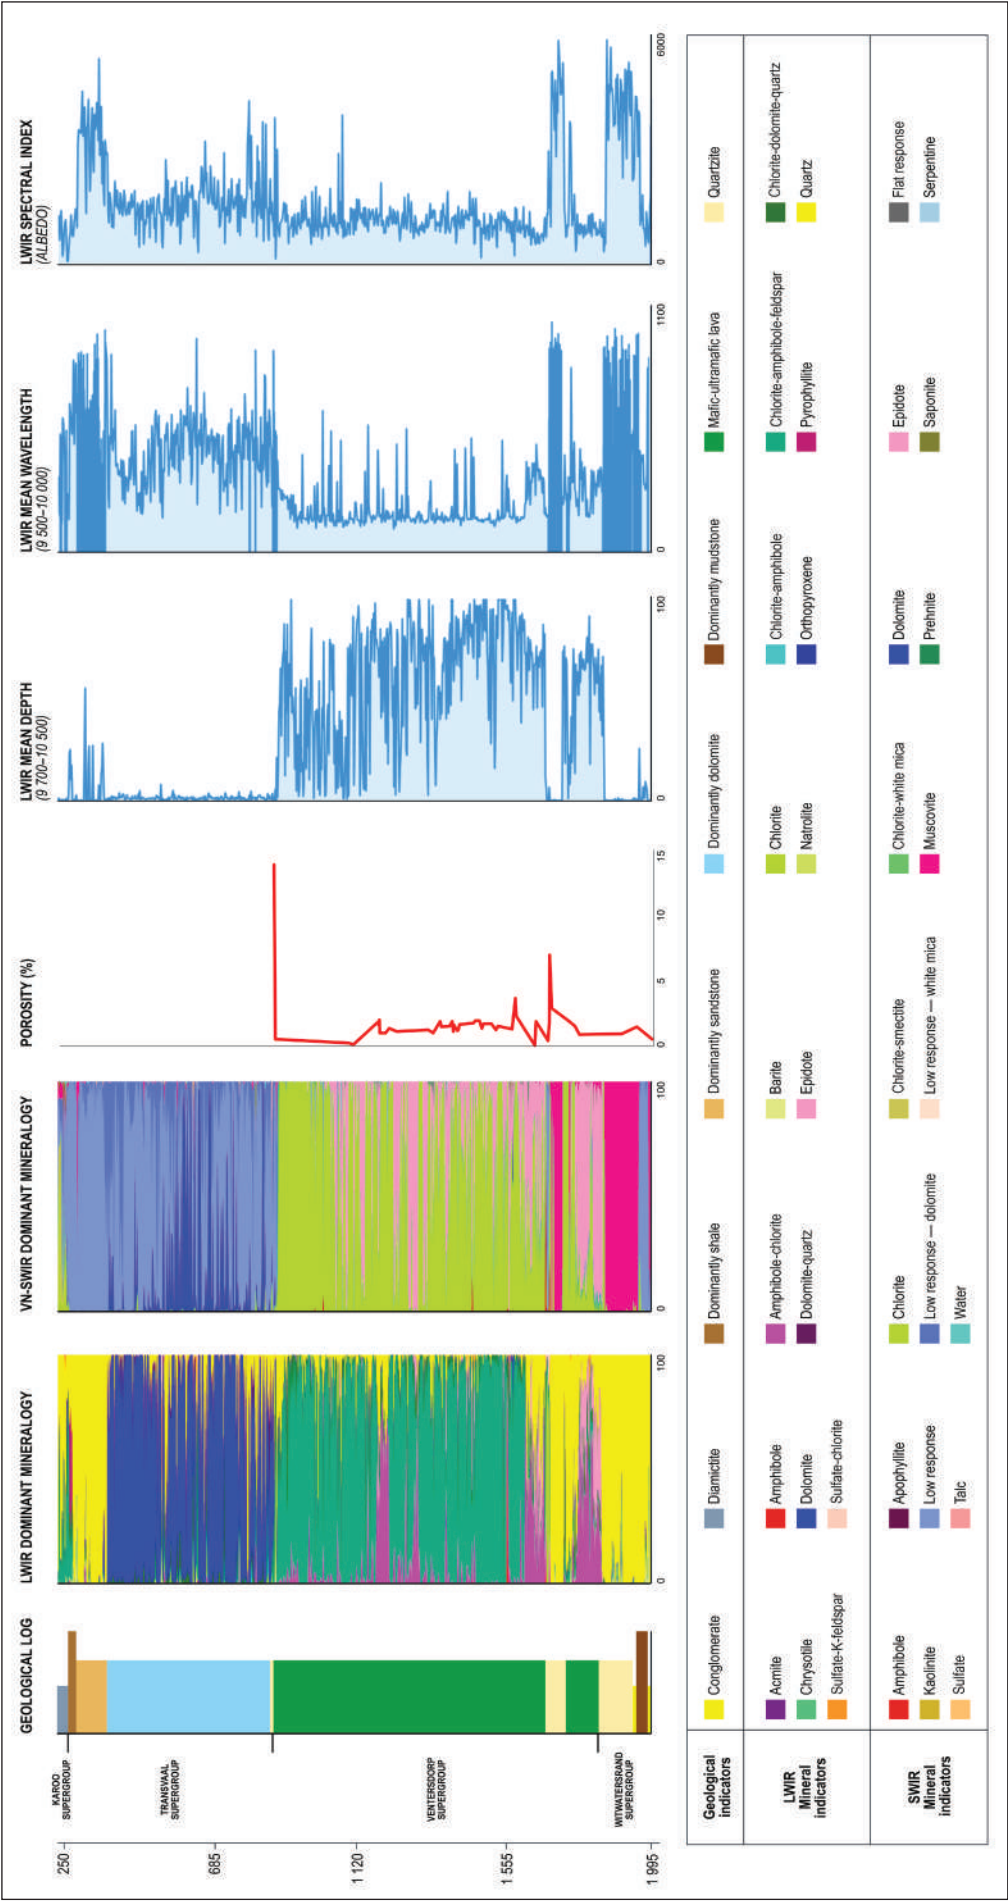 GEOLOGICAL LOG
LWIR DOMINANT MINERALOGY
VN-SWIR DOMINANT MINERALOGY
POROSITY (%)
LWIR MEAN DEPTH
(9 700–10 500)
LWIR MEAN WAVELENGTH
(9 500–10 000)
LWIR SPECTRAL INDEX
(ALBEDO)
250
685
1 120
1 555
1 995
KAROO
SUPERGROUP
TRANSVAAL
SUPERGROUP
VENTERSDORP
SUPERGROUP
WITWATERSRAND
SUPERGROUP
0 100
0 100
0 5 10 15
0 100
0 1100
0 6000
Geological
indicators
Conglomerate
Diamictite
Dominantly shale
Dominantly sandstone
Dominantly dolomite
Dominantly mudstone
Mafic-ultramafic lava
Quartzite
LWIR
Mineral
indicators
Acmite
Amphibole
Amphibole-chlorite
Barite
Chlorite
Chlorite-amphibole
Chlorite-amphibole-feldspar
Chlorite-dolomite-quartz
Chrysotile
Dolomite
Dolomite-quartz
Epidote
Natrolite
Orthopyroxene
Pyrophyllite
Quartz
Sulfate-K-feldspar
Sulfate-chlorite
SWIR
Mineral
indicators
Amphibole
Apophyllite
Chlorite
Chlorite-smectite
Chlorite-white mica
Dolomite
Epidote
Flat response
Kaolinite
Low response
Low response — dolomite
Low response — white mica
Muscovite
Prehnite
Saponite
Serpentine
Sulfate
Talc
Water